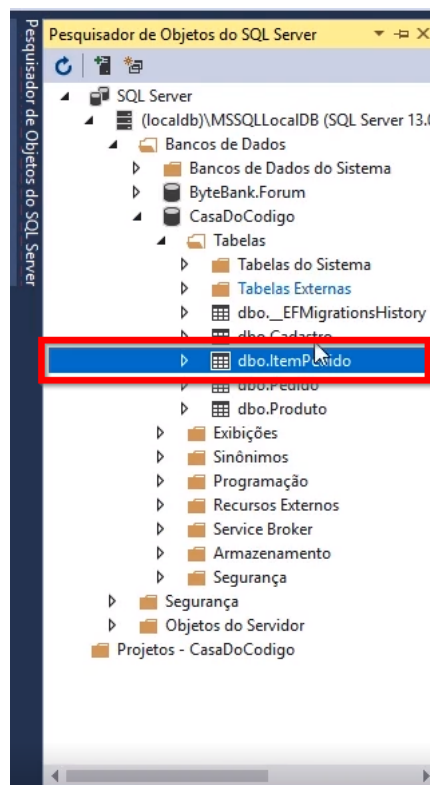 Pesquisador de Objetos do SQL Server
Pesquisador de Objetos do SQL Server
SQL Server
(localdb)\MSSQLLocalDB (SQL Server 13.0
Bancos de Dados
Bancos de Dados do Sistema
ByteBank.Forum
CasaDoCodigo
Tabelas
Tabelas do Sistema
Tabelas Externas
dbo.__EFMigrationsHistory
dbo.Cadastro
dbo.ItemPedido
dbo.Pedido
dbo.Produto
Exibições
Sinônimos
Programação
Recursos Externos
Service Broker
Armazenamento
Segurança
Segurança
Objetos do Servidor
Projetos - CasaDoCodigo